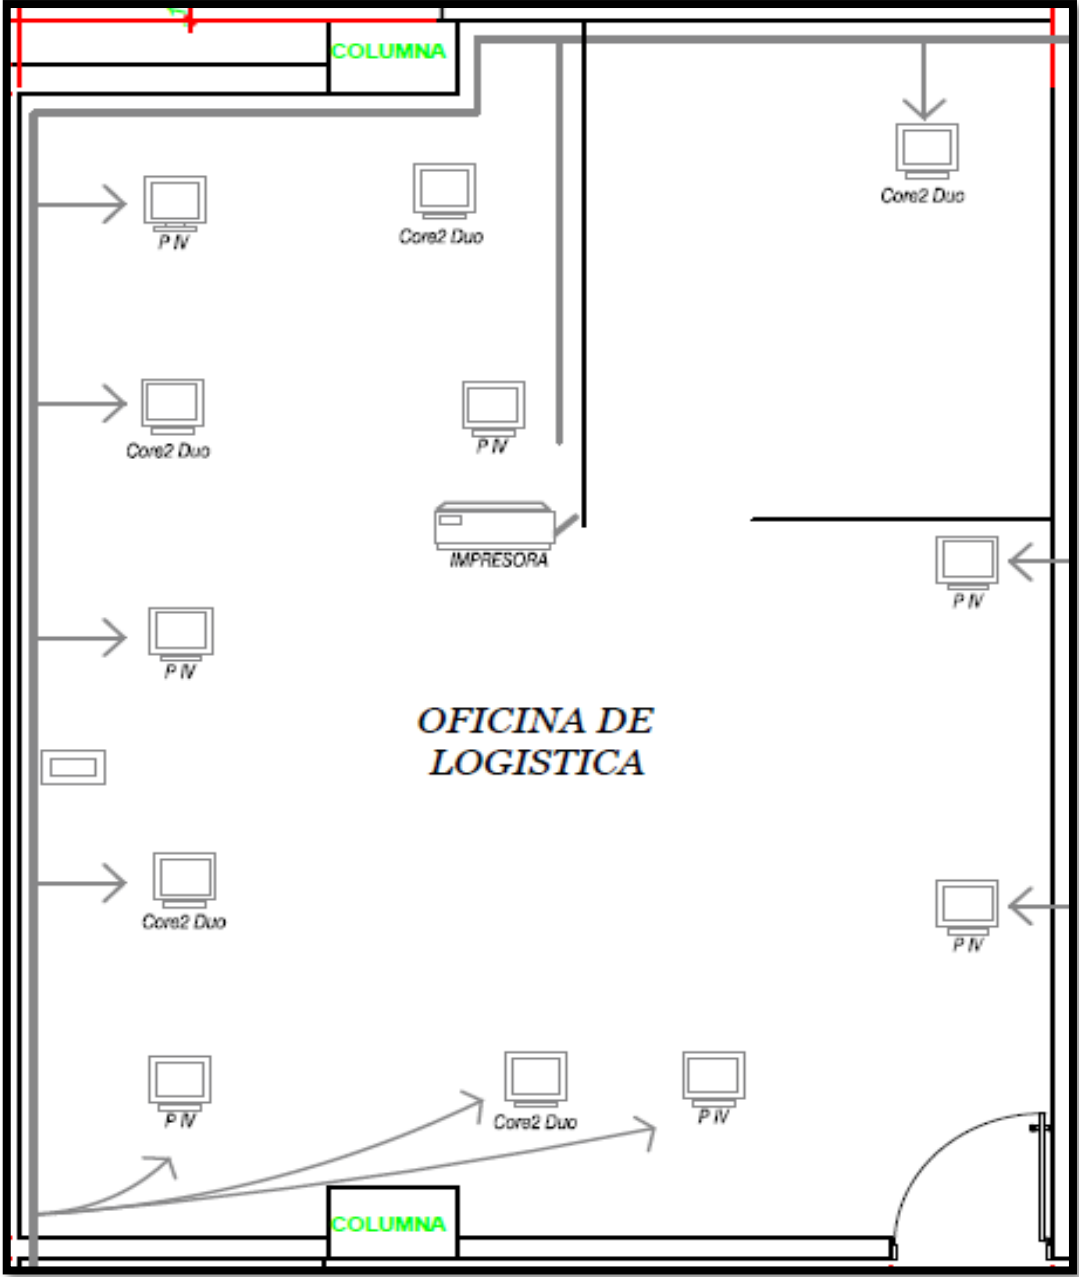 COLUMNA
Core2 Duo
P IV
Core2 Duo
Core2 Duo
P IV
IMPRESORA
P IV
P IV
OFICINA DE
LOGISTICA
Core2 Duo
P IV
P IV
Core2 Duo
P IV
COLUMNA